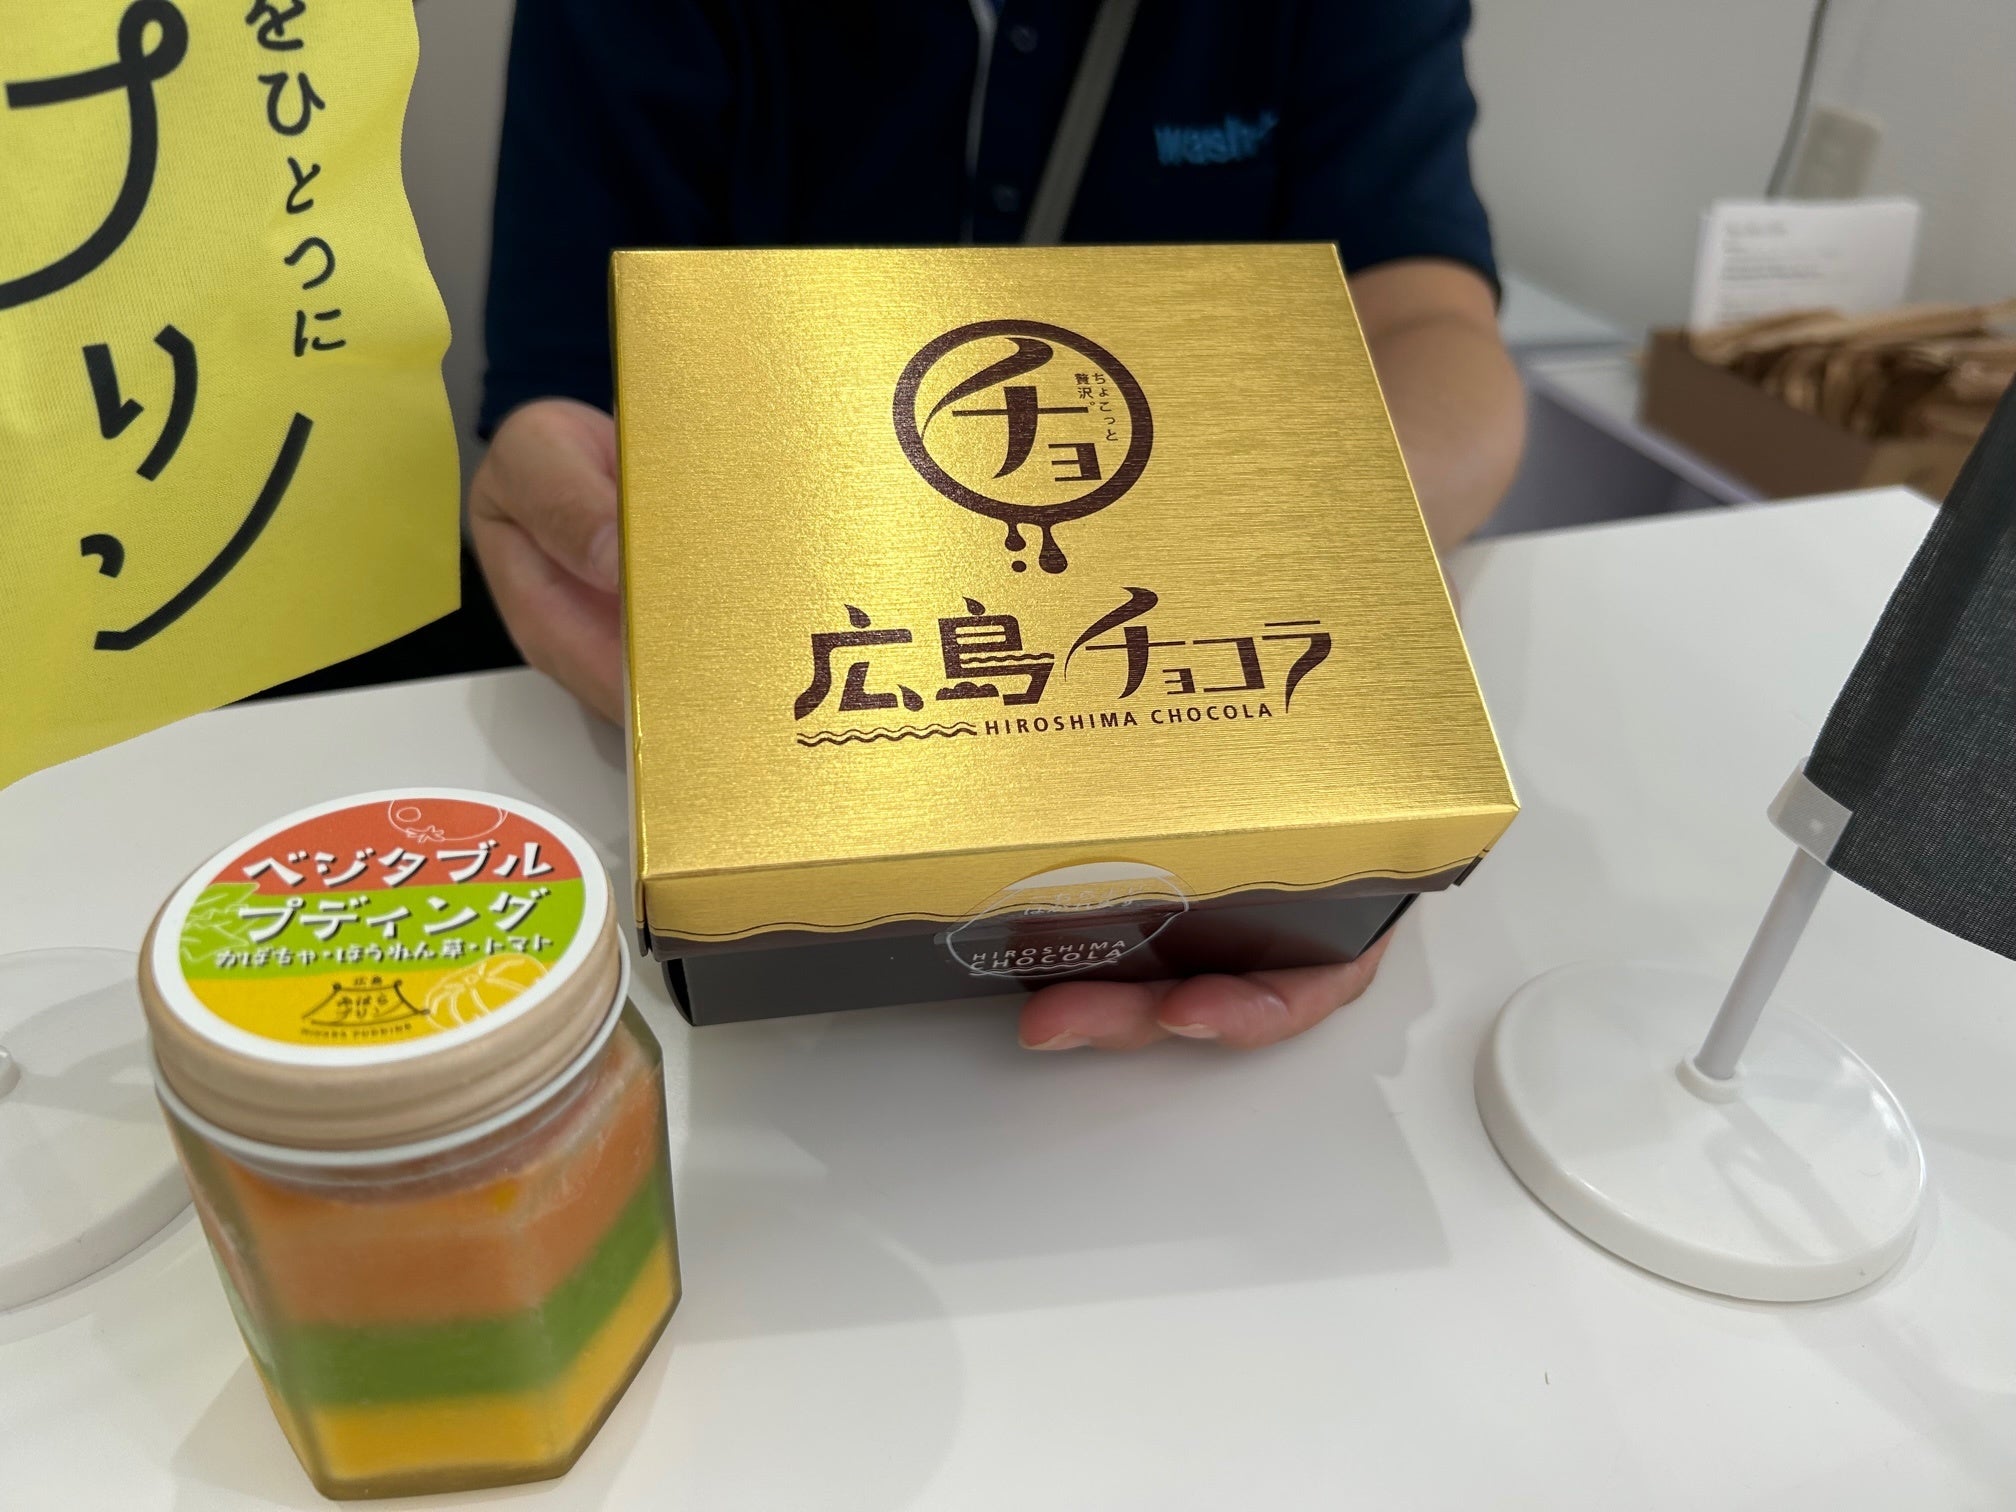 をひとつに
プリン
wash
チョ
ちょこっと
贅沢。
広島チョコラ
HIROSHIMA CHOCOLA
HIROSHIMA
CHOCOLA
ベジタブル
プディング
かぼちゃ・ほうれん草・トマト
広島
みはら
プリン
MIHARA PUDDING